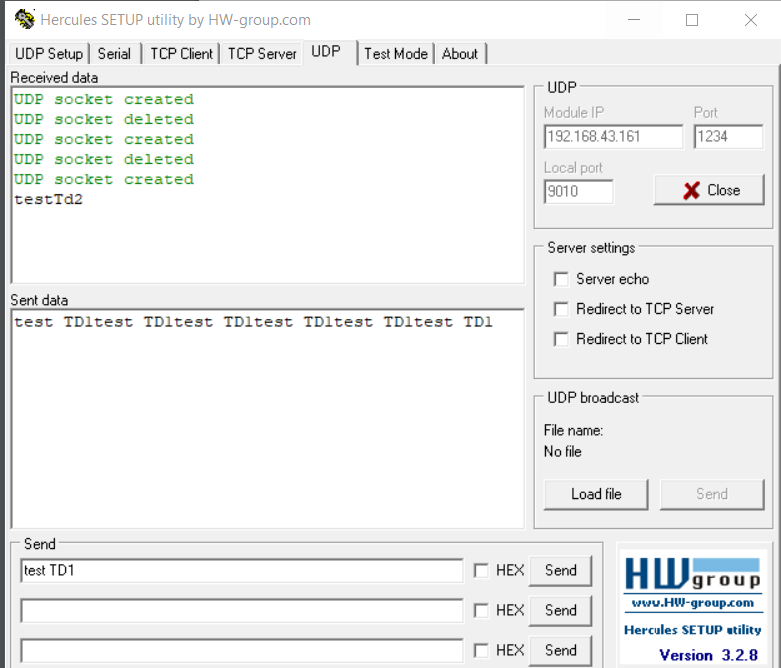 Hercules SETUP utility by HW-group.com
UDP Setup Serial TCP Client TCP Server UDP Test Mode About
Received data
UDP socket created
UDP socket deleted
UDP socket created
UDP socket deleted
UDP socket created
testTd2
Sent data
test TD1test TD1test TD1test TD1test TD1test TD1
UDP
Module IP Port
192.168.43.161 1234
Local port
9010 Close
Server settings
Server echo
Redirect to TCP Server
Redirect to TCP Client
UDP broadcast
File name:
No file
Load file Send
Send
test TD1 HEX Send
HEX Send
HEX Send
HW group
www.HW-group.com
Hercules SETUP utility
Version 3.2.8